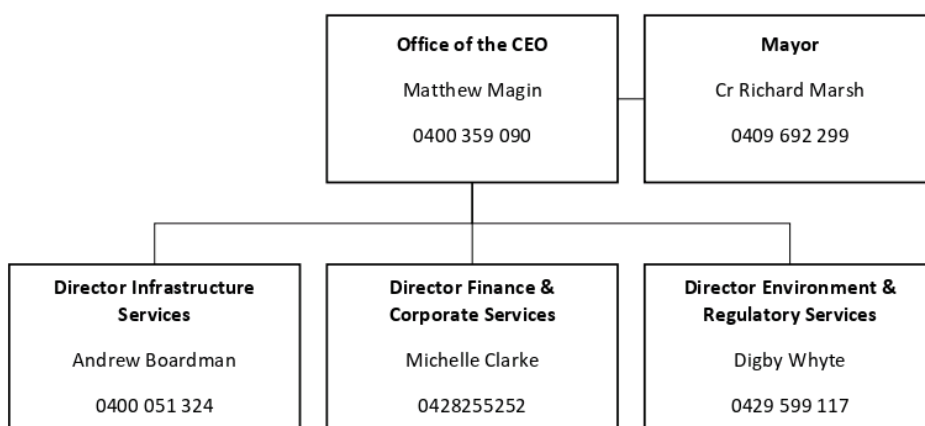 Office of the CEO
Matthew Magin
0400 359 090
Mayor
Cr Richard Marsh
0409 692 299
Director Infrastructure
Services
Andrew Boardman
0400 051 324
Director Finance &
Corporate Services
Michelle Clarke
0428255252
Director Environment &
Regulatory Services
Digby Whyte
0429 599 117